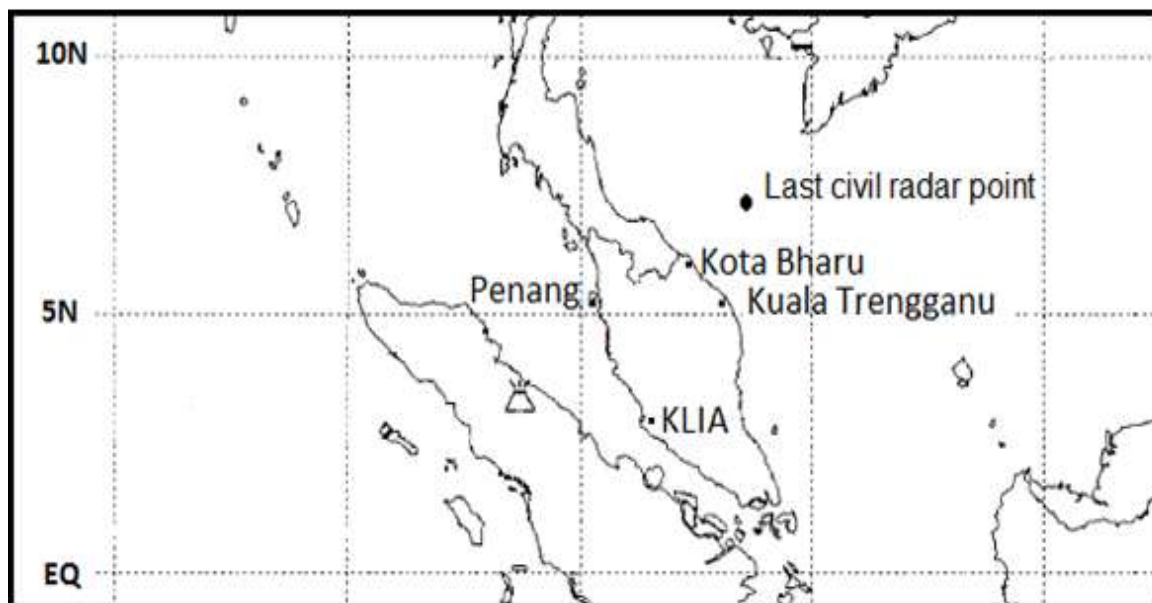 10N
Last civil radar point
Kota Bharu
Penang
Kuala Trengganu
5N
KLIA
EQ